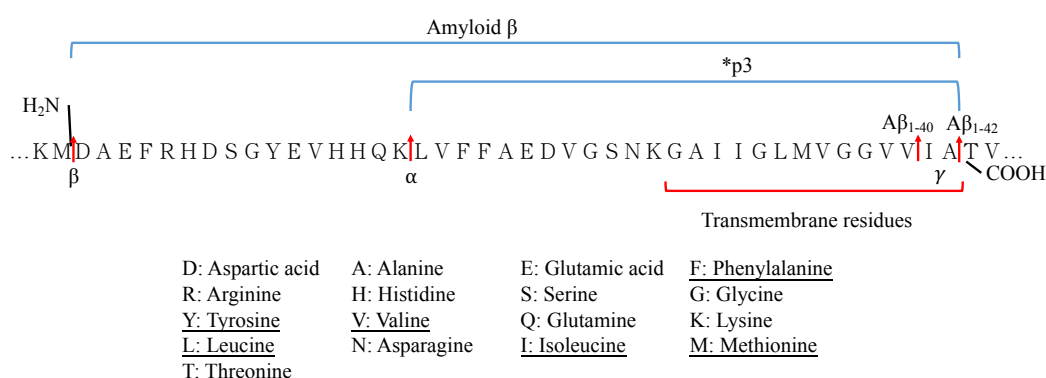 Amyloid β
*p3
H₂N
Aβ₁₋₄₀ Aβ₁₋₄₂
…K M D A E F R H D S G Y E V H H Q K L V F F A E D V G S N K G A I I G L M V G G V V I A T V…
β α γ COOH
Transmembrane residues
D: Aspartic acid A: Alanine E: Glutamic acid F: Phenylalanine
R: Arginine H: Histidine S: Serine G: Glycine
Y: Tyrosine V: Valine Q: Glutamine K: Lysine
L: Leucine N: Asparagine I: Isoleucine M: Methionine
T: Threonine